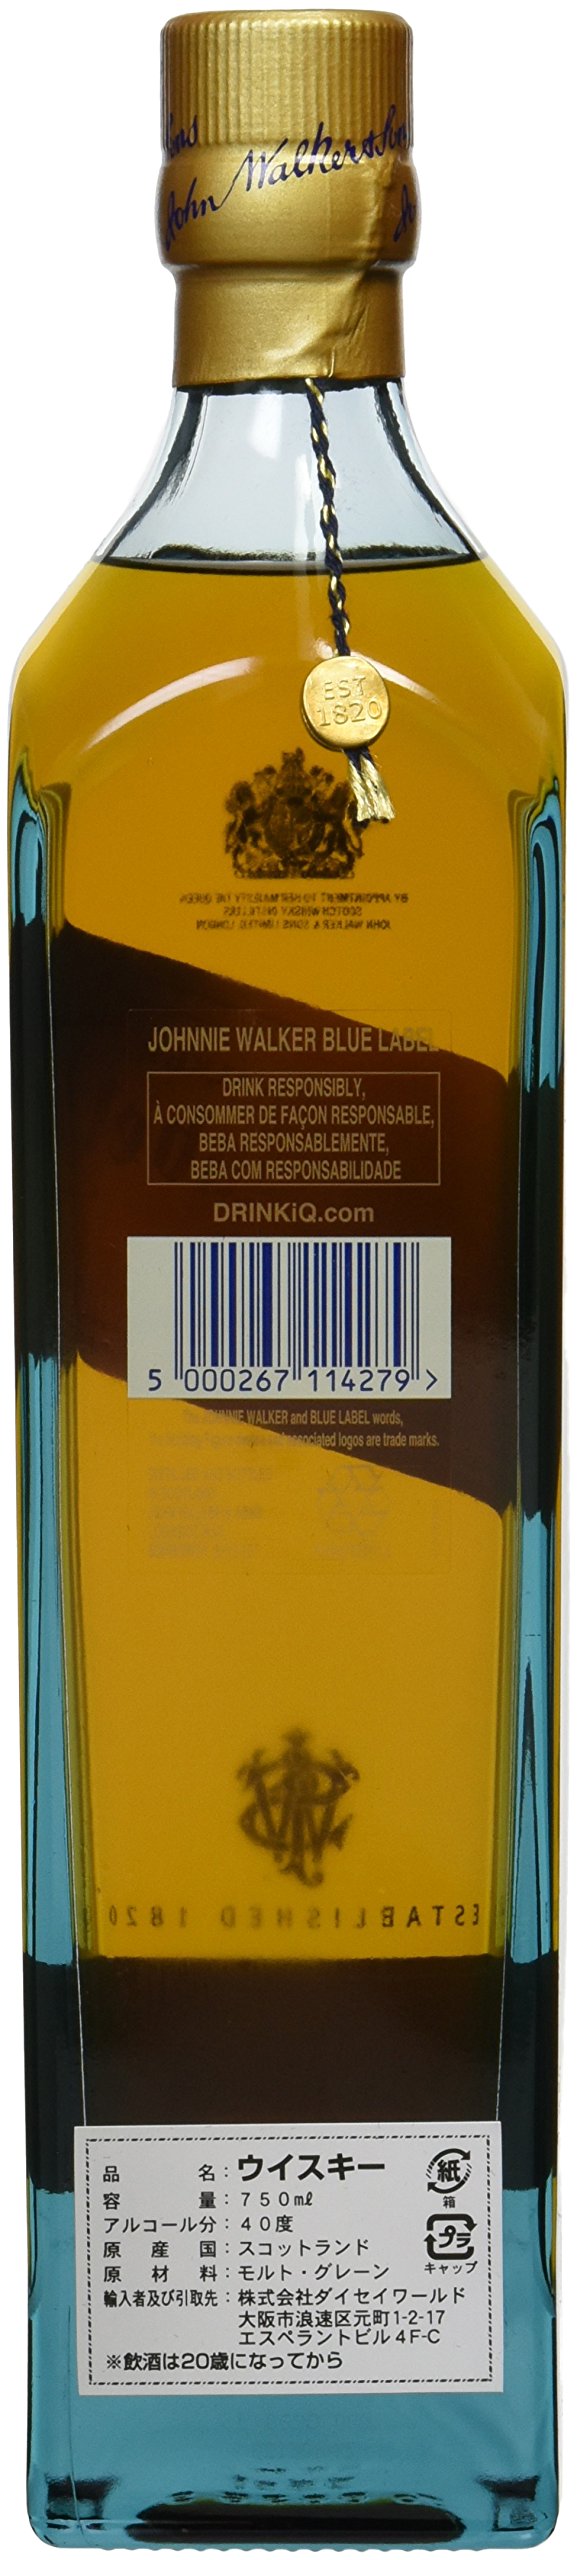 Sons
John Walker & Son
EST
1820
BY APPOINTMENT TO HER MAJESTY THE QUEEN
SCOTCH WHISKY DISTILLERS
JOHN WALKER & SONS LIMITED, LONDON
JOHNNIE WALKER BLUE LABEL
DRINK RESPONSIBLY,
À CONSOMMER DE FAÇON RESPONSABLE,
BEBA RESPONSABLEMENTE,
BEBA COM RESPONSABILIDADE
DRINKiQ.com
5 000267 114279 >
JOHNNIE WALKER and BLUE LABEL words,
associated logos are trade marks.
ESTABLISHED 1820
品名：ウイスキー
容量：750㎖
アルコール分：40度
原産国：スコットランド
原材料：モルト・グレーン
輸入者及び引取先：株式会社ダイセイワールド
大阪市浪速区元町1-2-17
エスペラントビル4F-C
※飲酒は20歳になってから
紙
箱
プラ
キャップ